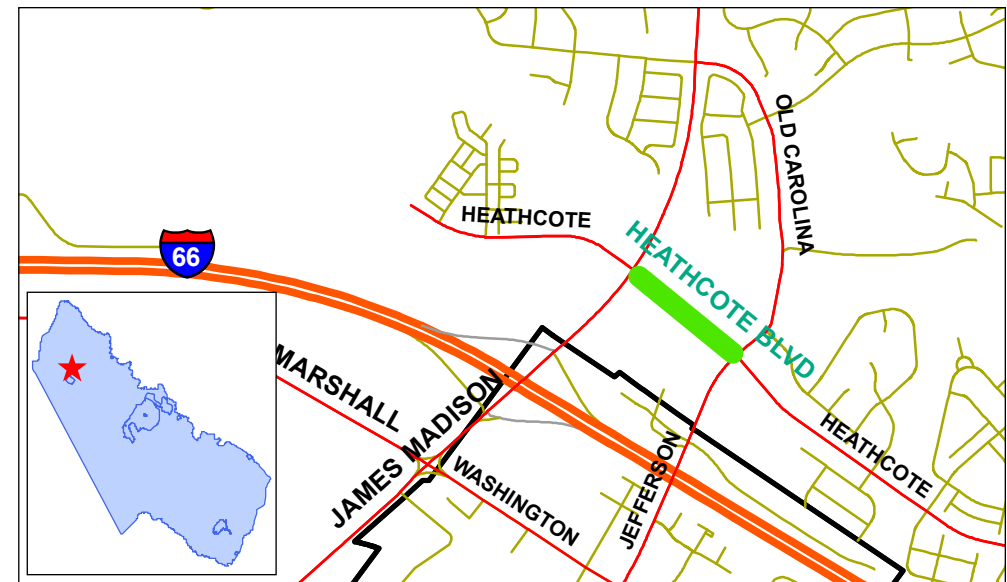 OLD CAROLINA
HEATHCOTE
HEATHCOTE BLVD
66
MARSHALL
JAMES MADISON
HEATHCOTE
WASHINGTON
JEFFERSON